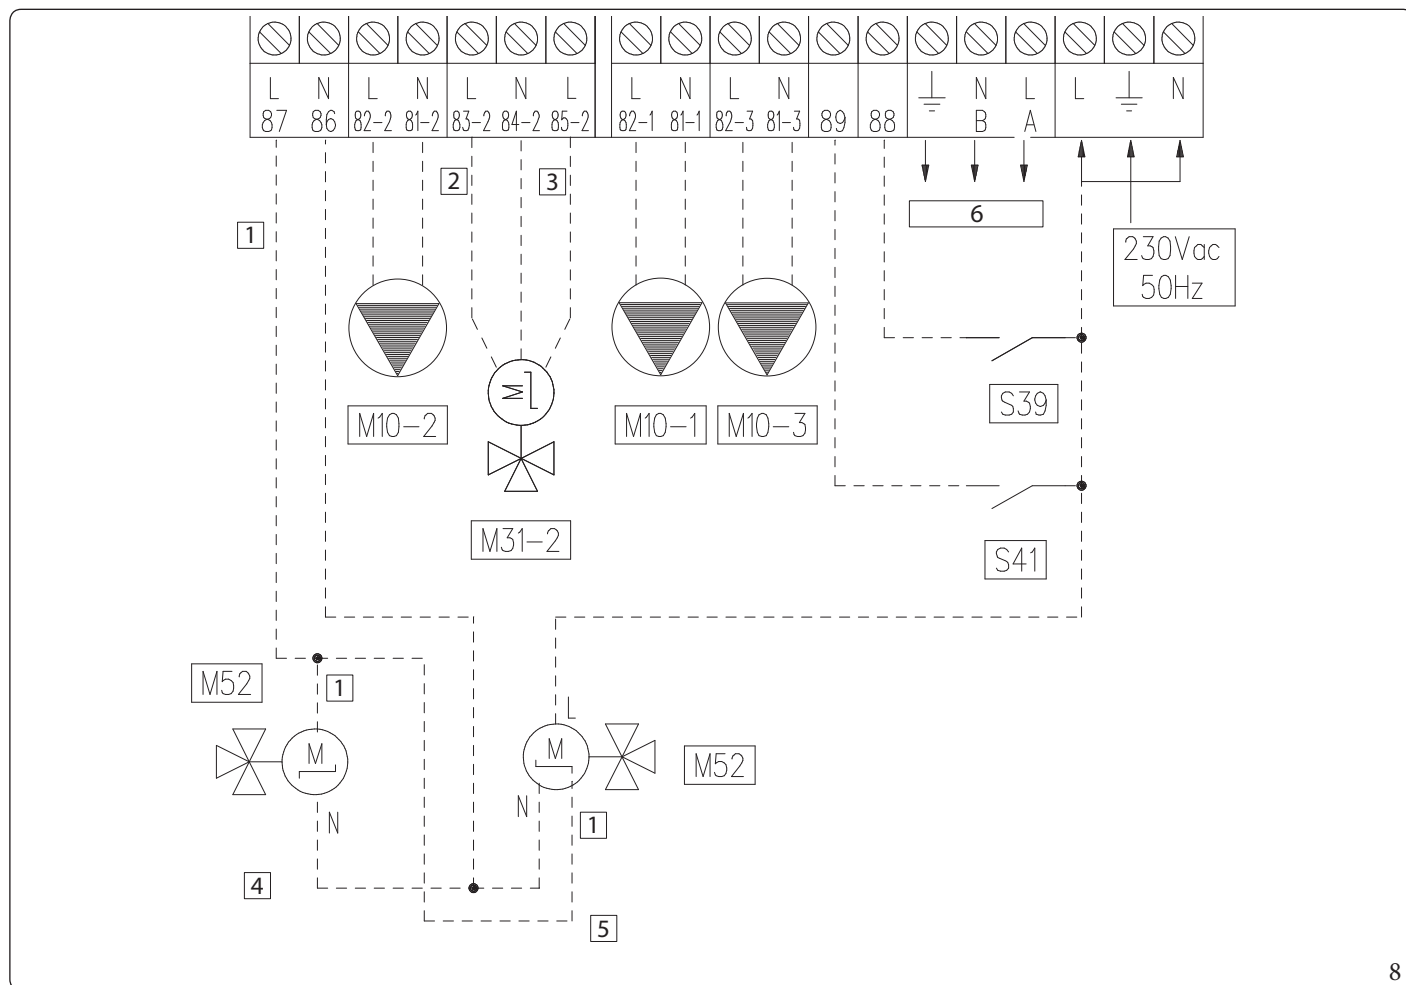 L N L N L N L L N L N N L L N
87 86 82-2 81-2 83-2 84-2 85-2 82-1 81-1 82-3 81-3 89 88 B A
2 3
6
1
230Vac
50Hz
S39
M10-2 M10-1 M10-3
M
M31-2
S41
M52
1
L
M
M
M52
N
N
1
4
5
8